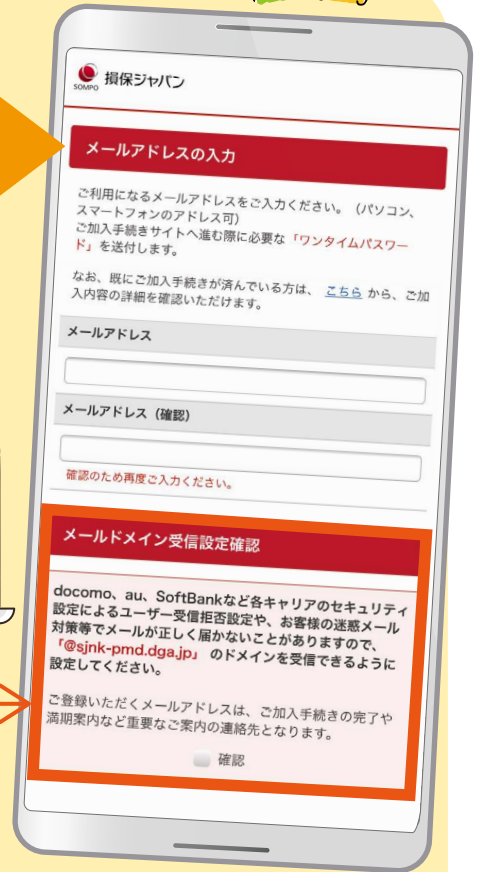 SOMPO 損保ジャパン
メールアドレスの入力
ご利用になるメールアドレスをご入力ください。（パソコン、
スマートフォンのアドレス可）
ご加入手続きサイトへ進む際に必要な「ワンタイムパスワー
ド」を送付します。
なお、既にご加入手続きが済んでいる方は、 こちら から、ご加
入内容の詳細を確認いただけます。
メールアドレス
メールアドレス（確認）
確認のため再度ご入力ください。
メールドメイン受信設定確認
docomo、au、SoftBankなど各キャリアのセキュリティ
設定によるユーザー受信拒否設定や、お客様の迷惑メール
対策等でメールが正しく届かないことがありますので、
「@sjnk-pmd.dga.jp」 のドメインを受信できるように
設定してください。
ご登録いただくメールアドレスは、ご加入手続きの完了や
満期案内など重要なご案内の連絡先となります。
確認